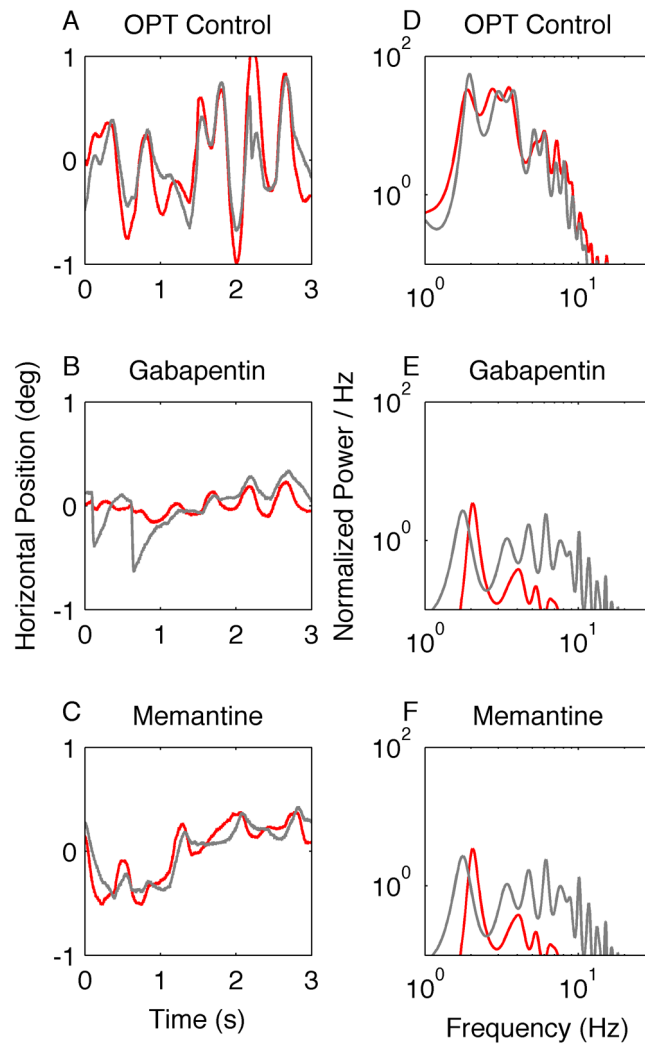 A OPT Control
1
0
-1
0 1 2 3
D OPT Control
10^2
10^0
10^0 10^1
B Gabapentin
1
0
-1
0 1 2 3
E Gabapentin
10^2
10^0
10^0 10^1
C Memantine
1
0
-1
0 1 2 3
F Memantine
10^2
10^0
10^0 10^1
Horizontal Position (deg)
Normalized Power / Hz
Time (s)
Frequency (Hz)